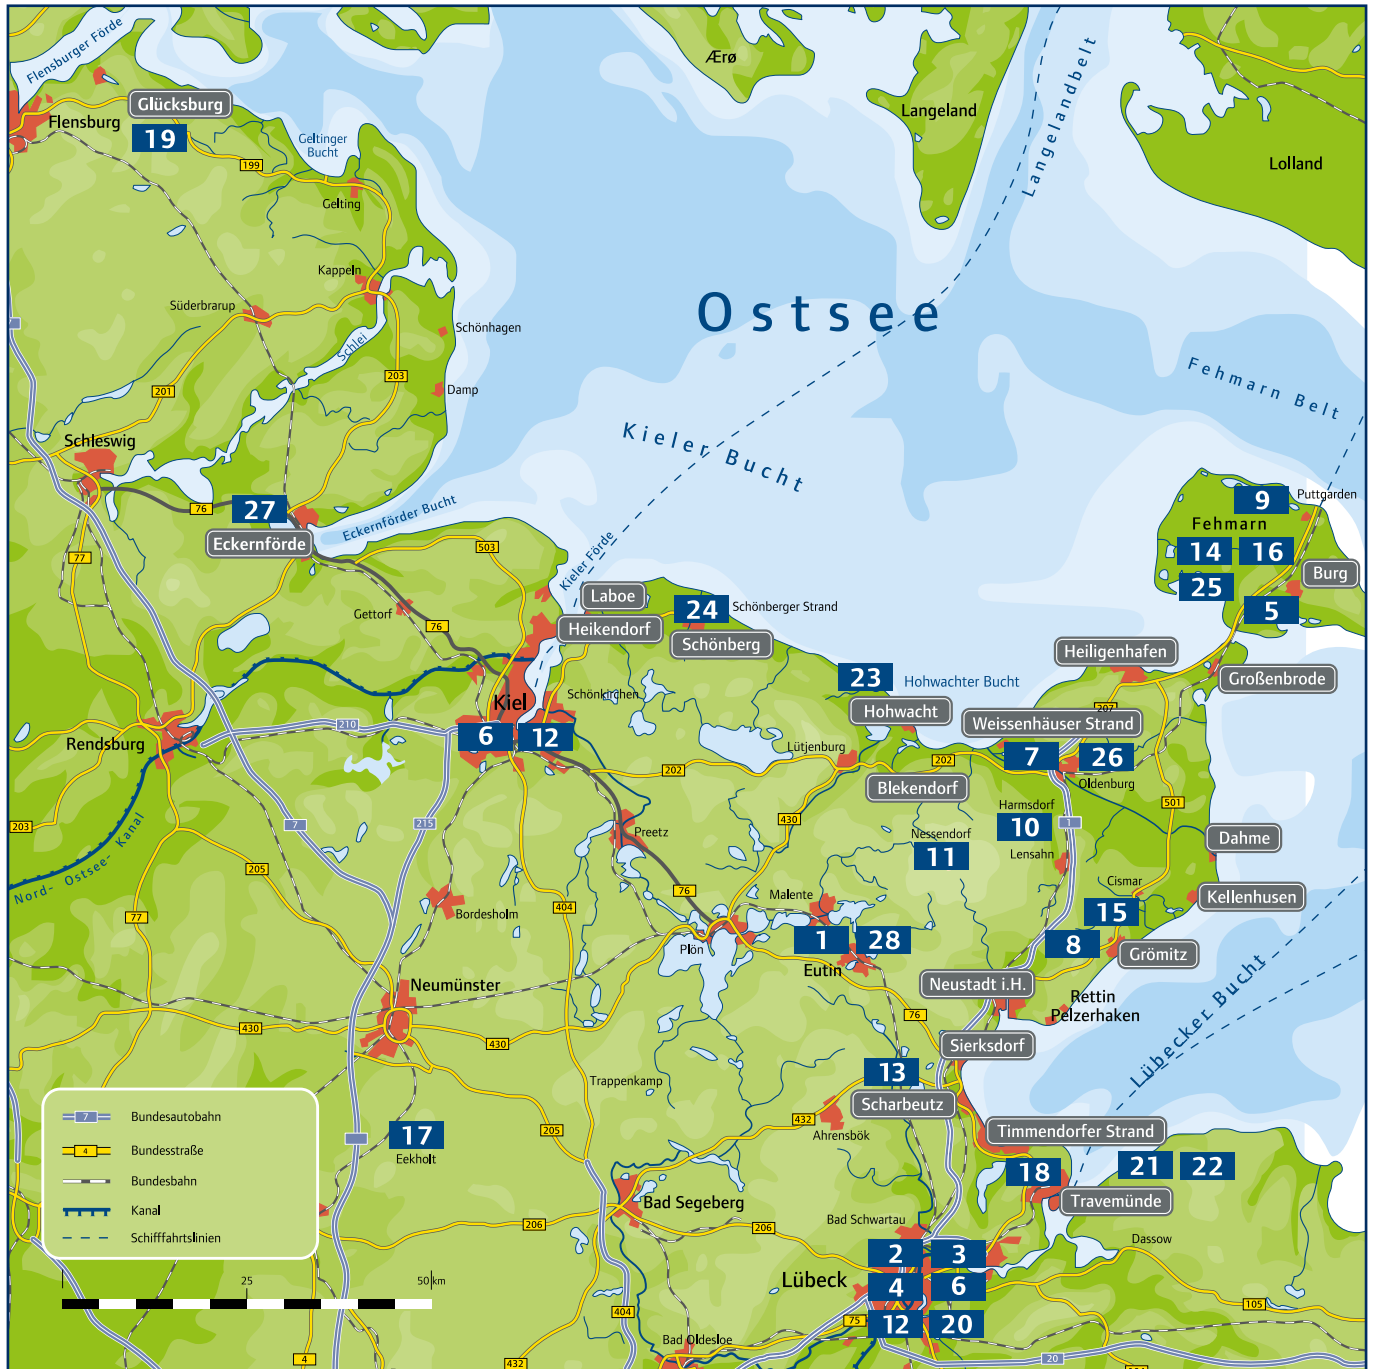 Flensburger Förde
Ærø
Langeland
Langelandbelt
Lolland
Glücksburg
Flensburg
19
Geltinger
Bucht
199
Gelting
Kappeln
Süderbrarup
Schlei
Schönhagen
Ostsee
203
201
Damp
Fehmarn Belt
Schleswig
Kieler Bucht
76
27
Eckernförder Bucht
Eckernförde
77
503
Kieler Förde
9
Puttgarden
Fehmarn
14
16
25
Burg
5
Gettorf
76
Laboe
Heikendorf
24
Schönberger Strand
Schönberg
Heiligenhafen
Großenbrode
23
Hohwachter Bucht
Hohwacht
207
Weissenhäuser Strand
Schönkirchen
Kiel
6
12
Rendsburg
210
202
Lütjenburg
202
7
26
Oldenburg
Blekendorf
501
203
7
215
Preetz
430
Harmsdorf
10
1
Nessendorf
11
Lensahn
Dahme
Nord- Ostsee- Kanal
205
76
Malente
Cismar
Kellenhusen
77
Bordesholm
404
15
Plön
1
28
8
Grömitz
Eutin
Neumünster
Neustadt i.H.
Rettin
Pelzerhaken
Lübecker Bucht
430
430
76
Sierksdorf
Trappenkamp
13
Scharbeutz
7
Bundesautobahn
4
Bundesstraße
Bundesbahn
Kanal
Schifffahrtslinien
17
Eekholt
205
432
Ahrensbök
Timmendorfer Strand
18
21
22
Travemünde
Bad Segeberg
206
206
Bad Schwartau
Dassow
2
3
Lübeck
4
6
12
20
25
50 km
404
75
105
Bad Oldesloe
4
432
20